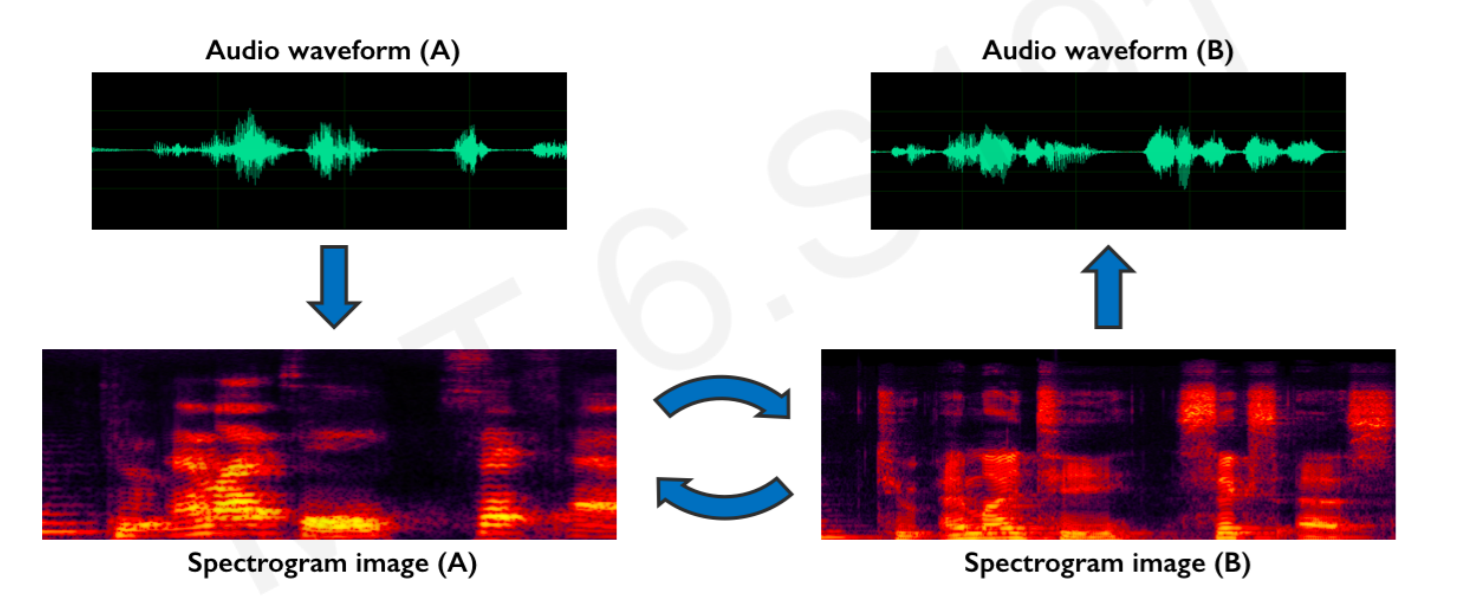 Audio waveform (A)
Audio waveform (B)
Spectrogram image (A)
Spectrogram image (B)